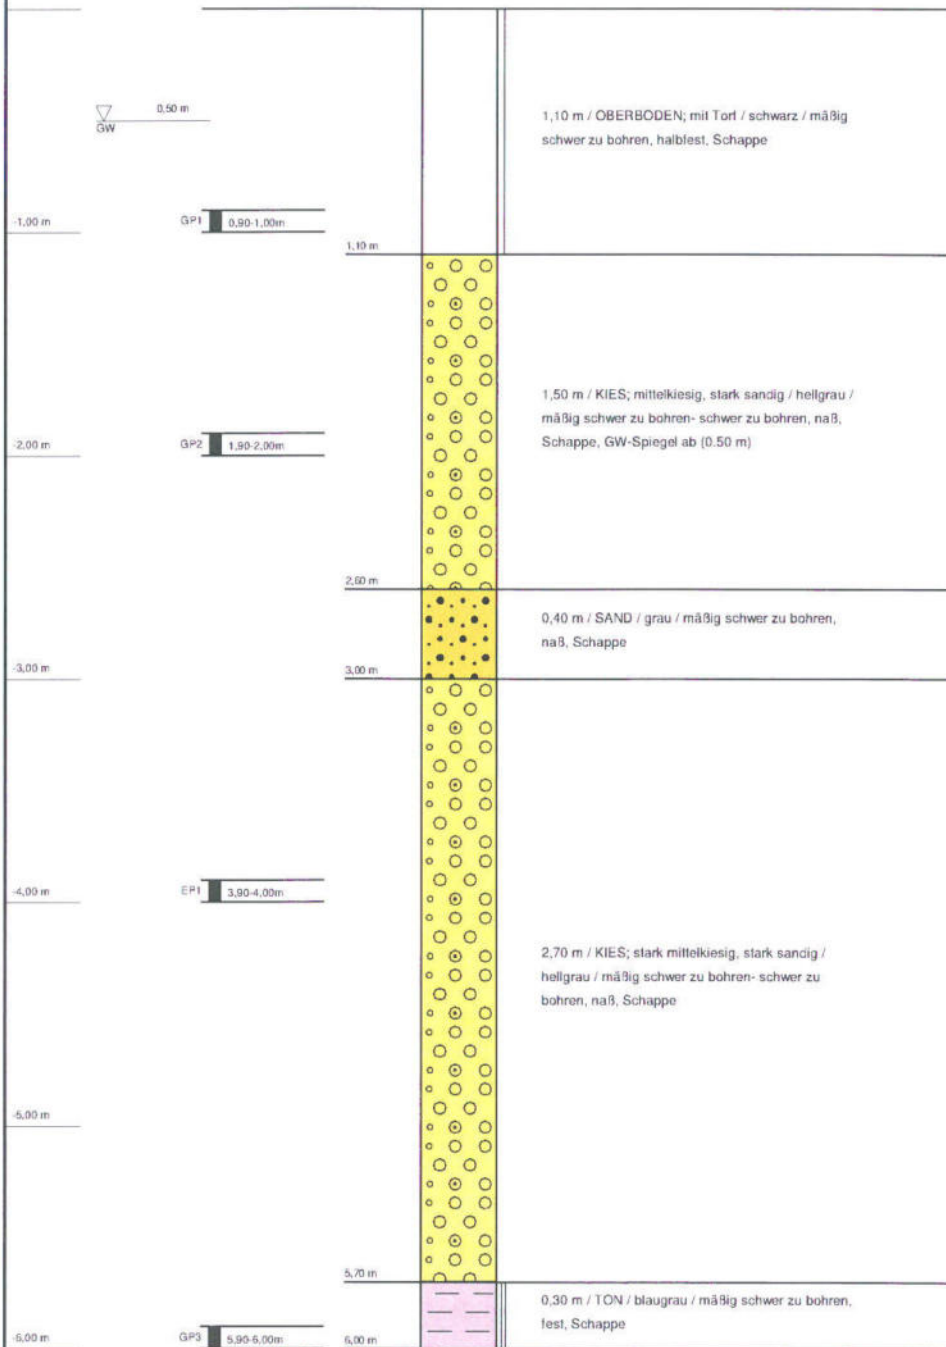 0,50 m
GW
1,10 m / OBERBODEN; mit Torf / schwarz / mäßig
schwer zu bohren, halbfest, Schappe
-1,00 m
GP1 0,90-1,00m
1,10 m
1,50 m / KIES; mittelkiesig, stark sandig / hellgrau /
mäßig schwer zu bohren- schwer zu bohren, naß,
Schappe, GW-Spiegel ab (0.50 m)
-2,00 m
GP2 1,90-2,00m
2,60 m
0,40 m / SAND / grau / mäßig schwer zu bohren,
naß, Schappe
-3,00 m
3,00 m
-4,00 m
EP1 3,90-4,00m
2,70 m / KIES; stark mittelkiesig, stark sandig /
hellgrau / mäßig schwer zu bohren- schwer zu
bohren, naß, Schappe
-5,00 m
5,70 m
0,30 m / TON / blaugrau / mäßig schwer zu bohren,
fest, Schappe
-6,00 m
GP3 5,90-6,00m
6,00 m